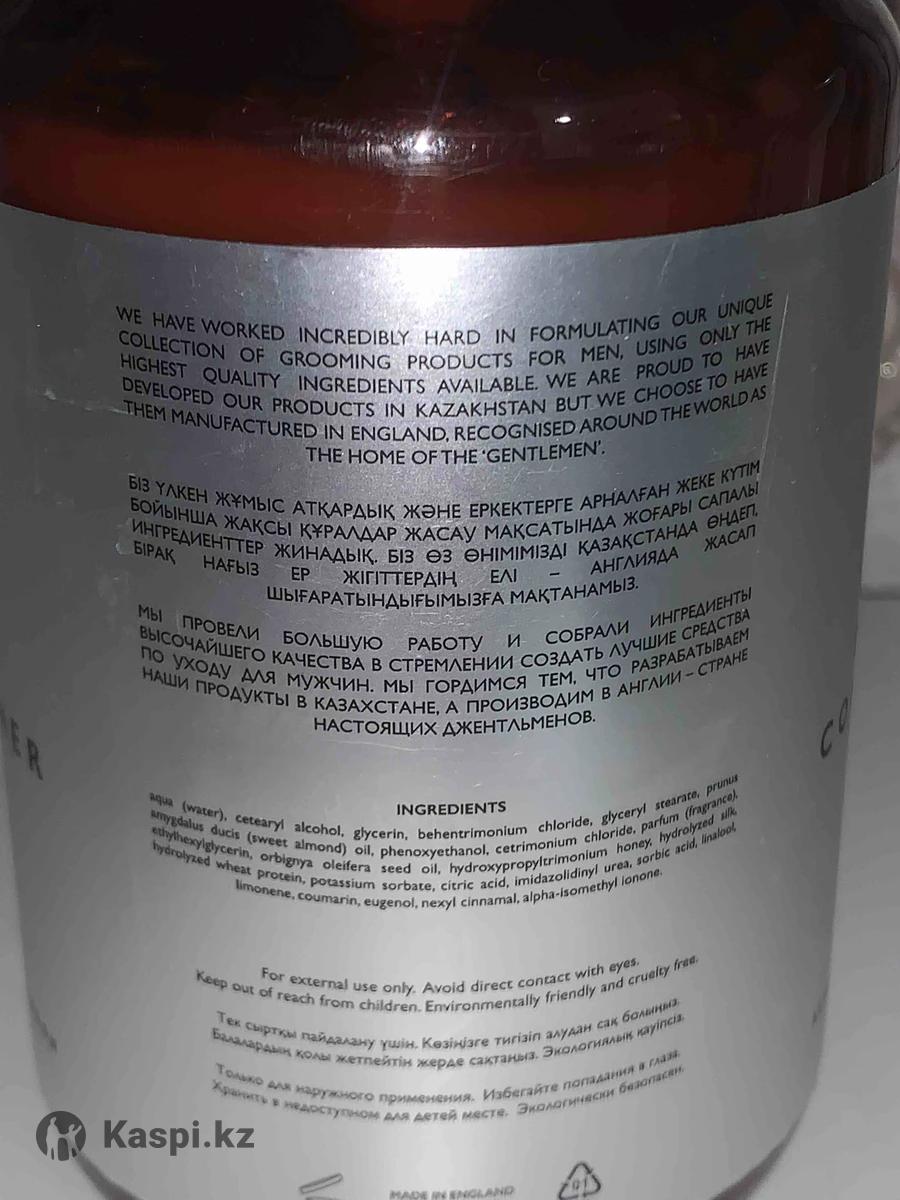 WE HAVE WORKED INCREDIBLY HARD IN FORMULATING OUR UNIQUE
COLLECTION OF GROOMING PRODUCTS FOR MEN, USING ONLY THE
HIGHEST QUALITY INGREDIENTS AVAILABLE. WE ARE PROUD TO HAVE
DEVELOPED OUR PRODUCTS IN KAZAKHSTAN BUT WE CHOOSE TO HAVE
THEM MANUFACTURED IN ENGLAND, RECOGNISED AROUND THE WORLD AS
THE HOME OF THE 'GENTLEMEN'.
БІЗ ҮЛКЕН ЖҰМЫС АТҚАРДЫҚ ЖӘНЕ ЕРКЕКТЕРГЕ АРНАЛҒАН ЖЕКЕ КҮТІМ
БОЙЫНША ЖАҚСЫ ҚҰРАЛДАР ЖАСАУ МАҚСАТЫНДА ЖОҒАРЫ САПАЛЫ
ИНГРЕДИЕНТТЕР ЖИНАДЫҚ. БІЗ ӨЗ ӨНІМІМІЗДІ ҚАЗАҚСТАНДА ӨҢДЕП,
БІРАҚ НАҒЫЗ ЕР ЖІГІТТЕРДІҢ ЕЛІ – АНГЛИЯДА ЖАСАП
ШЫҒАРАТЫНДЫҒЫМЫЗҒА МАҚТАНАМЫЗ.
МЫ ПРОВЕЛИ БОЛЬШУЮ РАБОТУ И СОБРАЛИ ИНГРЕДИЕНТЫ
ВЫСОЧАЙШЕГО КАЧЕСТВА В СТРЕМЛЕНИИ СОЗДАТЬ ЛУЧШИЕ СРЕДСТВА
ПО УХОДУ ДЛЯ МУЖЧИН. МЫ ГОРДИМСЯ ТЕМ, ЧТО РАЗРАБАТЫВАЕМ
НАШИ ПРОДУКТЫ В КАЗАХСТАНЕ, А ПРОИЗВОДИМ В АНГЛИИ – СТРАНЕ
НАСТОЯЩИХ ДЖЕНТЛЬМЕНОВ.
INGREDIENTS
aqua (water), cetearyl alcohol, glycerin, behentrimonium chloride, glyceryl stearate, prunus
amygdalus ducis (sweet almond) oil, phenoxyethanol, cetrimonium chloride, parfum (fragrance),
ethylhexylglycerin, orbignya oleifera seed oil, hydroxypropyltrimonium honey, hydrolyzed silk,
hydrolyzed wheat protein, potassium sorbate, citric acid, imidazolidinyl urea, sorbic acid, linalool,
limonene, coumarin, eugenol, nexyl cinnamal, alpha-isomethyl ionone.
For external use only. Avoid direct contact with eyes.
Keep out of reach from children. Environmentally friendly and cruelty free.
Тек сыртқы пайдалану үшін. Көзіңізге тигізіп алудан сақ болыңыз.
Балалардың қолы жетпейтін жерде сақтаңыз. Экологиялық қауіпсіз.
Только для наружного применения. Избегайте попадания в глаза.
Хранить в недоступном для детей месте. Экологически безопасен.
MADE IN ENGLAND
01
Kaspi.kz